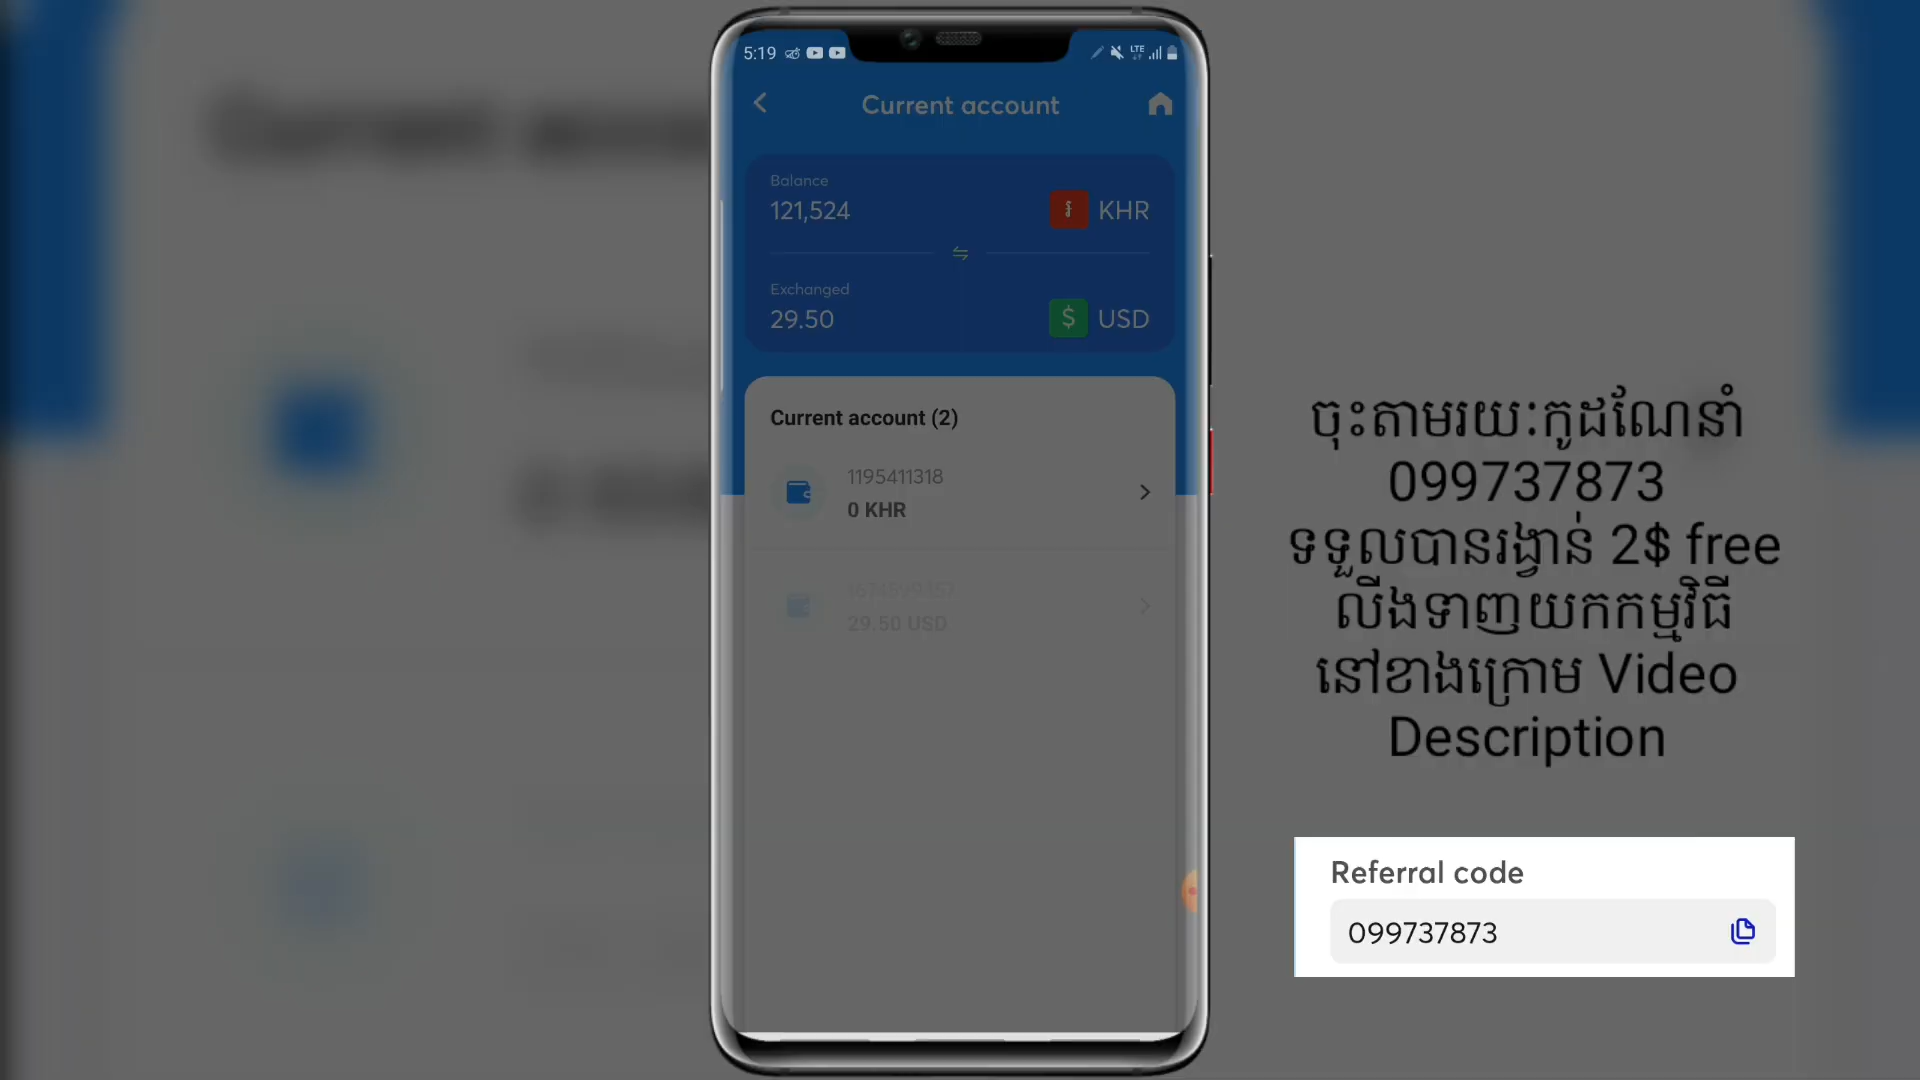 5:19
LTE
Current account
Balance
121,524
KHR
Exchanged
29.50
$
USD
Current account (2)
1195411318
0 KHR
29.50 USD
ចុះតាមរយៈកូដណែនាំ
099737873
ទទួលបានរង្វាន់ 2$ free
លីងទាញយកកម្មវិធី
នៅខាងក្រោម Video
Description
Referral code
099737873